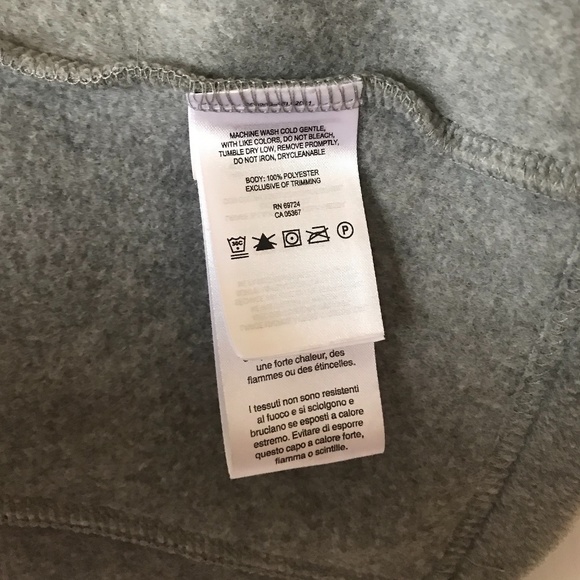 MACHINE WASH COLD GENTLE,
WITH LIKE COLORS, DO NOT BLEACH,
TUMBLE DRY LOW, REMOVE PROMPTLY,
DO NOT IRON, DRYCLEANABLE
BODY: 100% POLYESTER
EXCLUSIVE OF TRIMMING
RN 69724
CA 05367
30C
P
une forte chaleur, des
flammes ou des étincelles.
I tessuti non sono resistenti
al fuoco e si sciolgono e
bruciano se esposti a calore
estremo. Evitare di esporre
questo capo a calore forte,
fiamma o scintille.